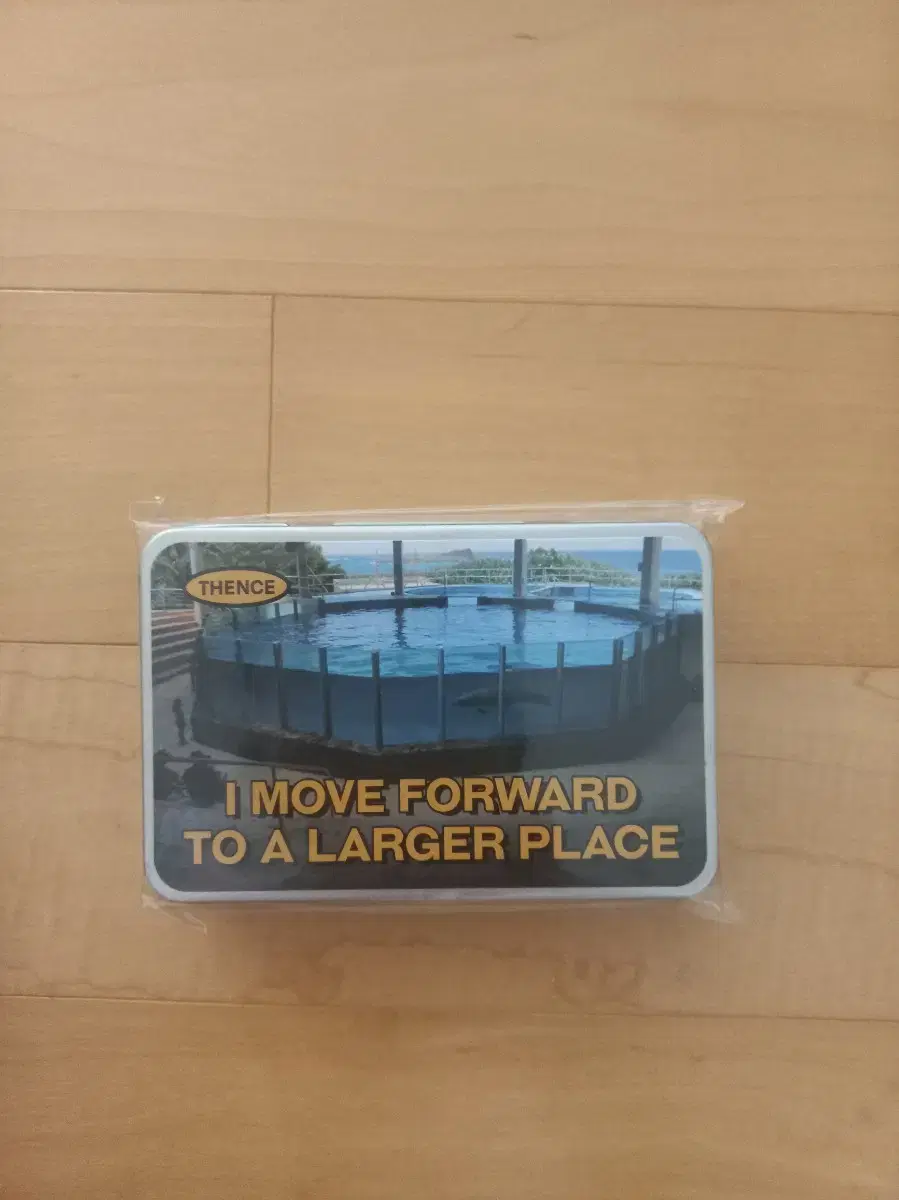 THENCE
I MOVE FORWARD
TO A LARGER PLACE